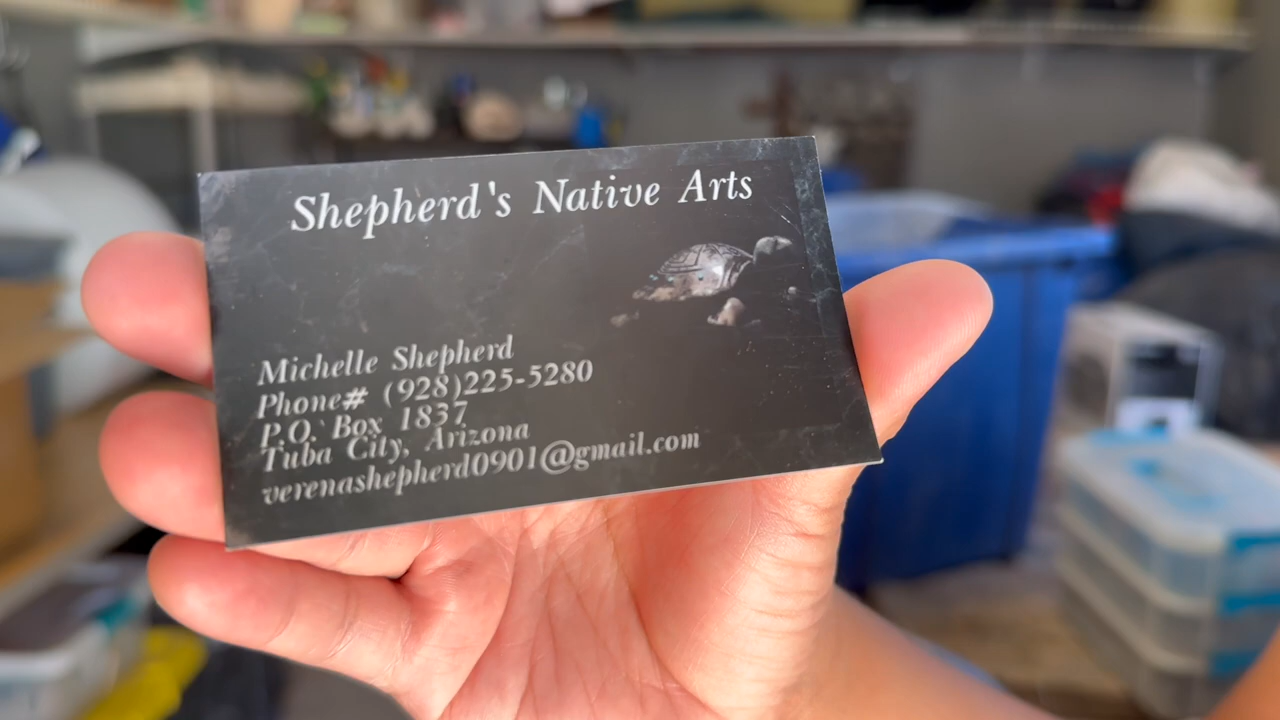 Shepherd's Native Arts
Michelle Shepherd
Phone# (928)225-5280
P.O. Box 1837
Tuba City, Arizona
verenashepherd0901@gmail.com